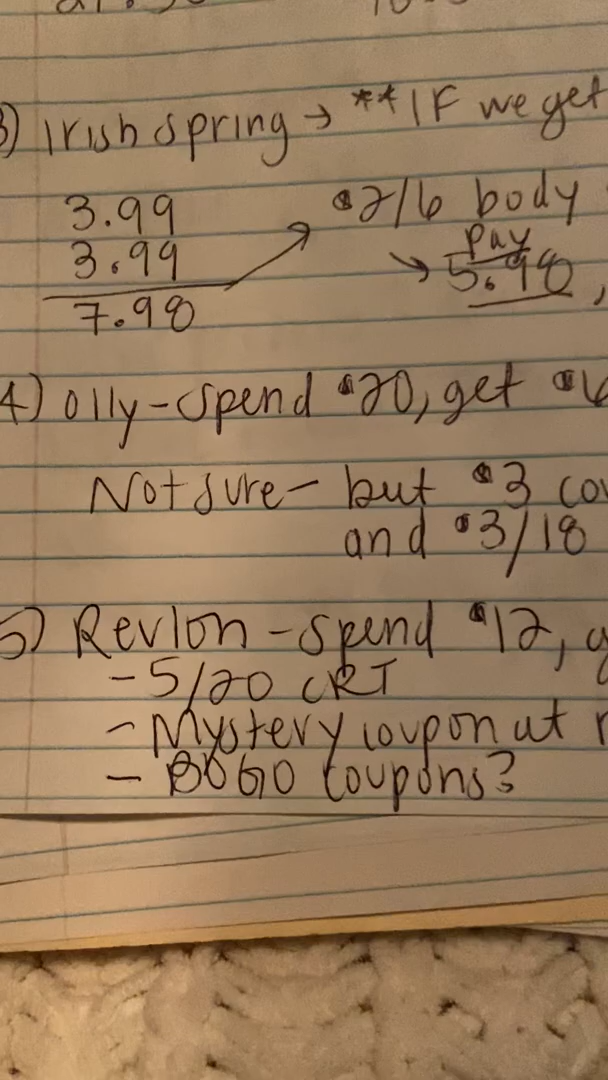 3) Irish Spring → **IF we get
3.99
3.99
7.98
$2/6 body
Pay
→ 5.98,
4) Olly - Spend $20, get $6
Not sure - but $3 cou
and $3/18
5) Revlon - Spend $12, g
- 5/20 CRT
- Mystery coupon at r
- BOGO Coupons?